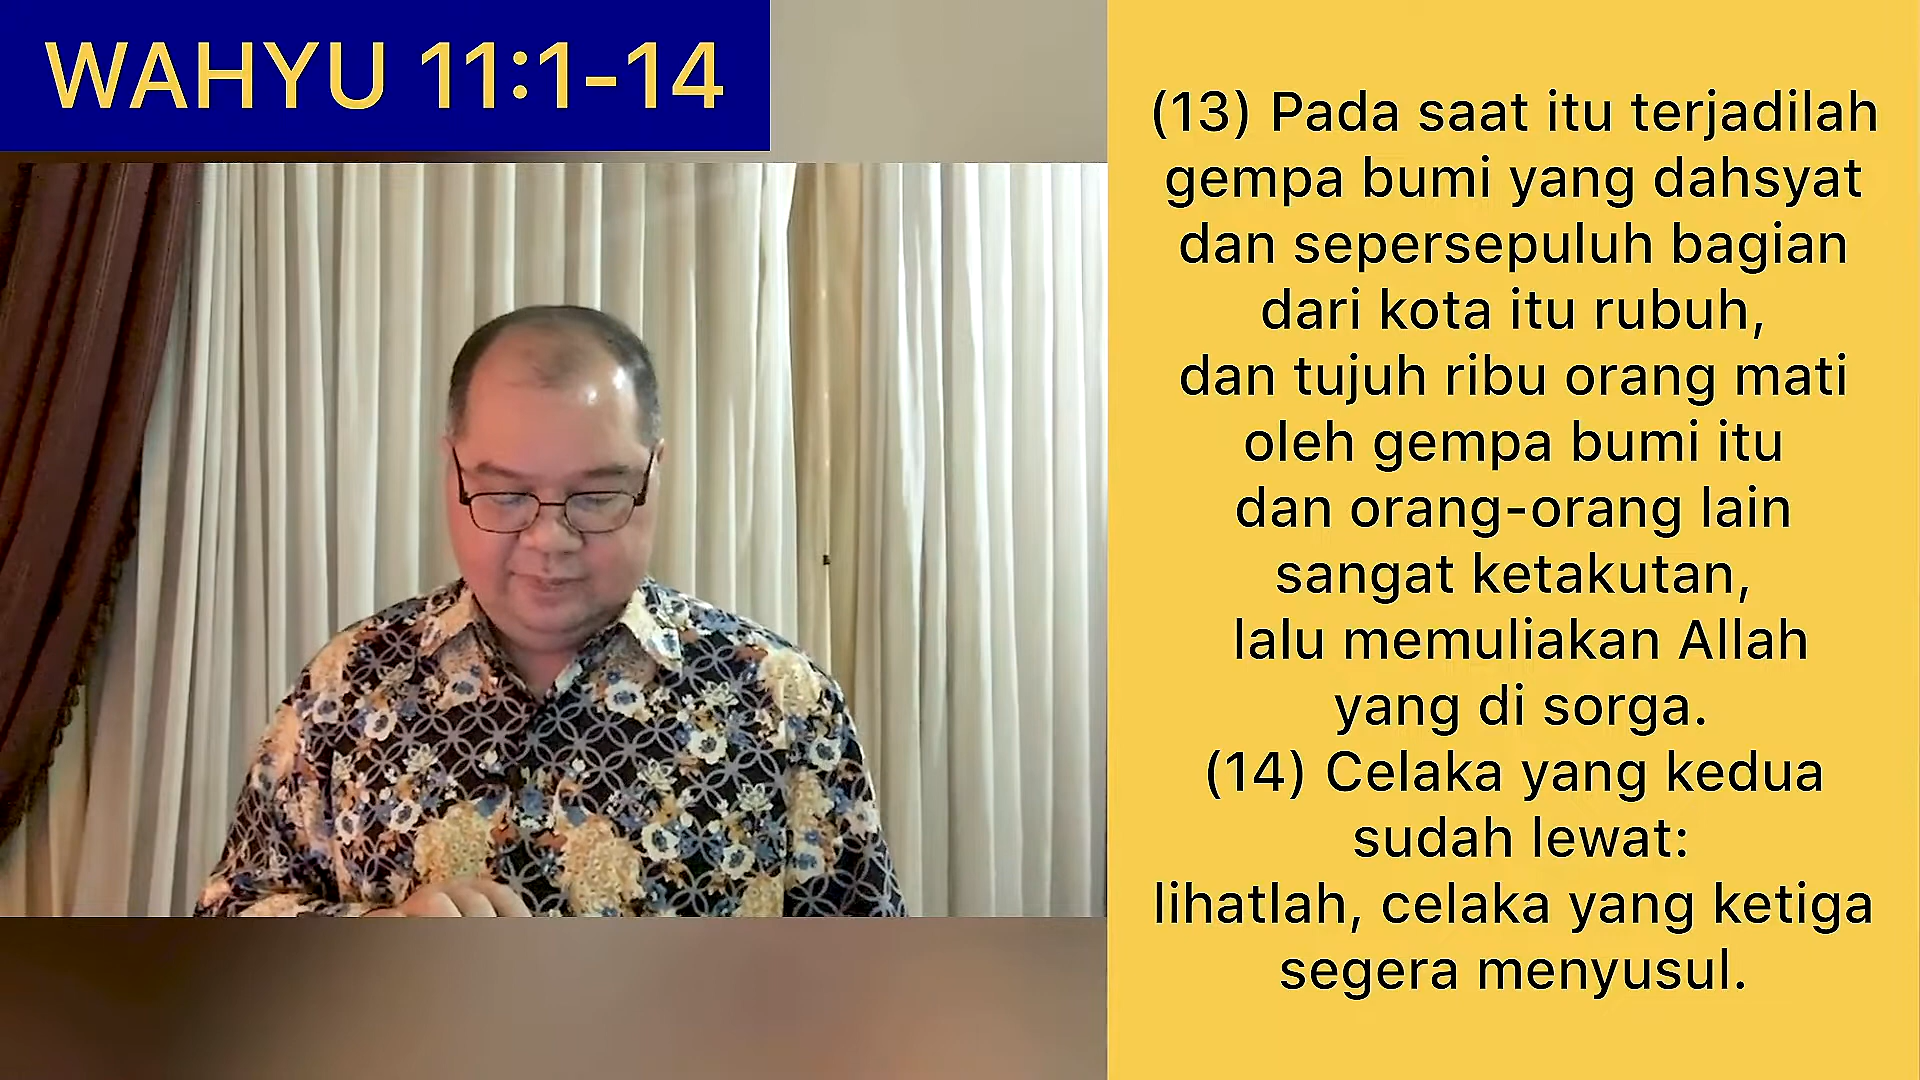 WAHYU 11:1-14
(13) Pada saat itu terjadilah
gempa bumi yang dahsyat
dan sepersepuluh bagian
dari kota itu rubuh,
dan tujuh ribu orang mati
oleh gempa bumi itu
dan orang-orang lain
sangat ketakutan,
lalu memuliakan Allah
yang di sorga.
(14) Celaka yang kedua
sudah lewat:
lihatlah, celaka yang ketiga
segera menyusul.